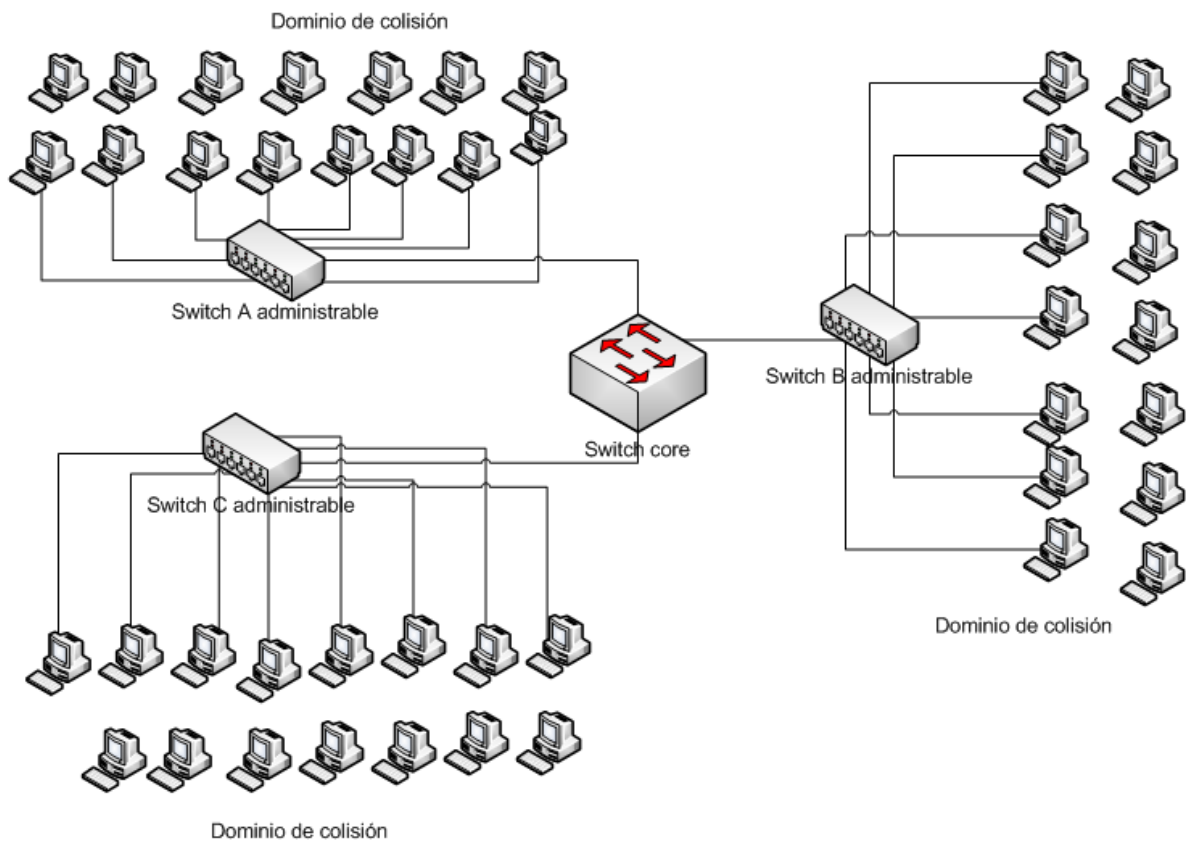 Dominio de colisión
Switch A administrable
Switch B administrable
Switch core
Switch C administrable
Dominio de colisión
Dominio de colisión